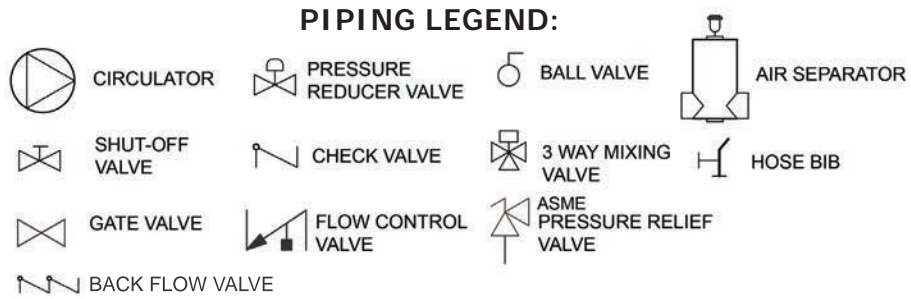 PIPING LEGEND:
CIRCULATOR
PRESSURE
REDUCER VALVE
BALL VALVE
AIR SEPARATOR
SHUT-OFF
VALVE
CHECK VALVE
3 WAY MIXING
VALVE
HOSE BIB
GATE VALVE
FLOW CONTROL
VALVE
ASME
PRESSURE RELIEF
VALVE
BACK FLOW VALVE